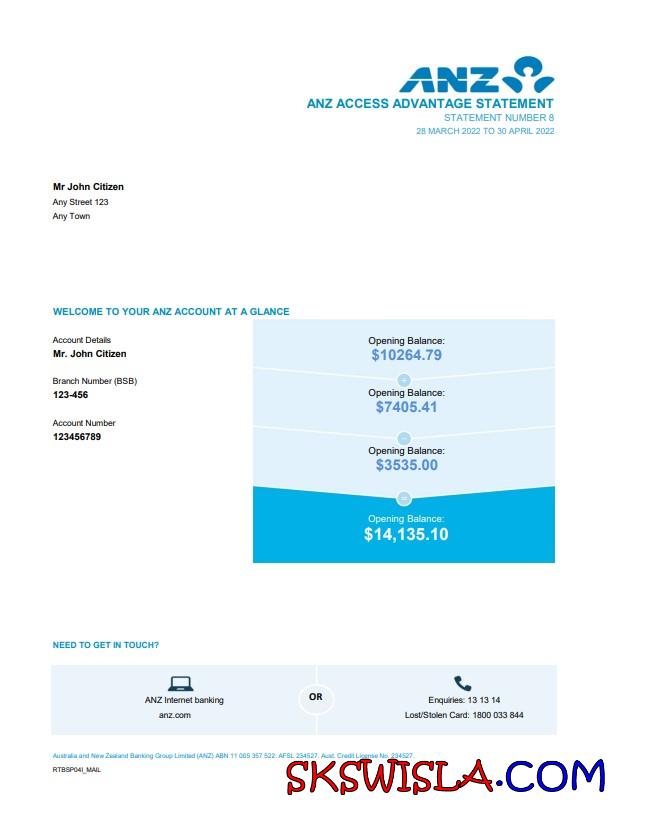 ANZ
ANZ ACCESS ADVANTAGE STATEMENT
STATEMENT NUMBER 8
28 MARCH 2022 TO 30 APRIL 2022
Mr John Citizen
Any Street 123
Any Town
WELCOME TO YOUR ANZ ACCOUNT AT A GLANCE
Account Details
Mr. John Citizen
Branch Number (BSB)
123-456
Account Number
123456789
Opening Balance:
$10264.79
+
Opening Balance:
$7405.41
−
Opening Balance:
$3535.00
=
Opening Balance:
$14,135.10
NEED TO GET IN TOUCH?
ANZ Internet banking
anz.com
OR
Enquiries: 13 13 14
Lost/Stolen Card: 1800 033 844
Australia and New Zealand Banking Group Limited (ANZ) ABN 11 005 357 522. AFSL 234527. Aust. Credit License No. 234527.
RTBSP04I_MAIL
SKSWISLA.COM